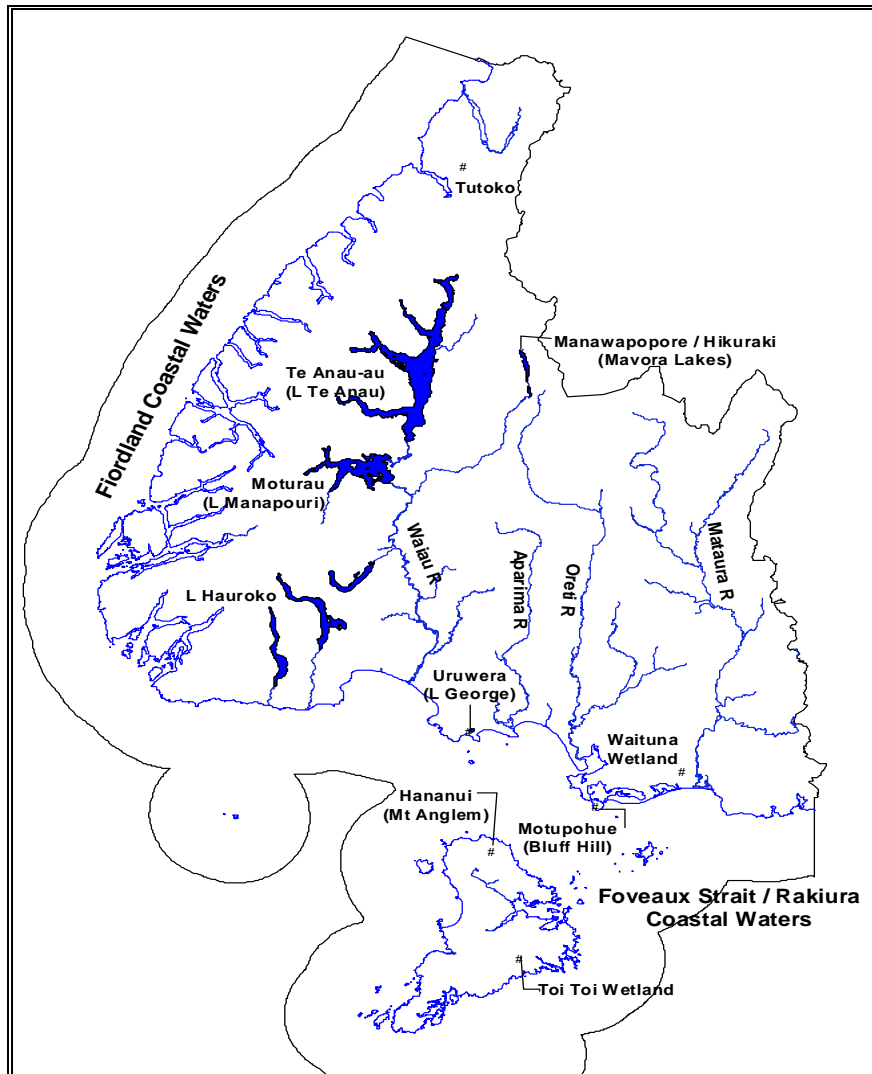 #
Tutoko
Fiordland Coastal Waters
Manawapopore / Hikuraki
(Mavora Lakes)
Te Anau-au
(L Te Anau)
Moturau
(L Manapouri)
Waiau R
Aparima R
Oreti R
Mataura R
L Hauroko
Uruwera
(L George)
#
Waituna
Wetland
#
Hananui
(Mt Anglem)
#
Motupohue
(Bluff Hill)
#
Foveaux Strait / Rakiura
Coastal Waters
#
Toi Toi Wetland